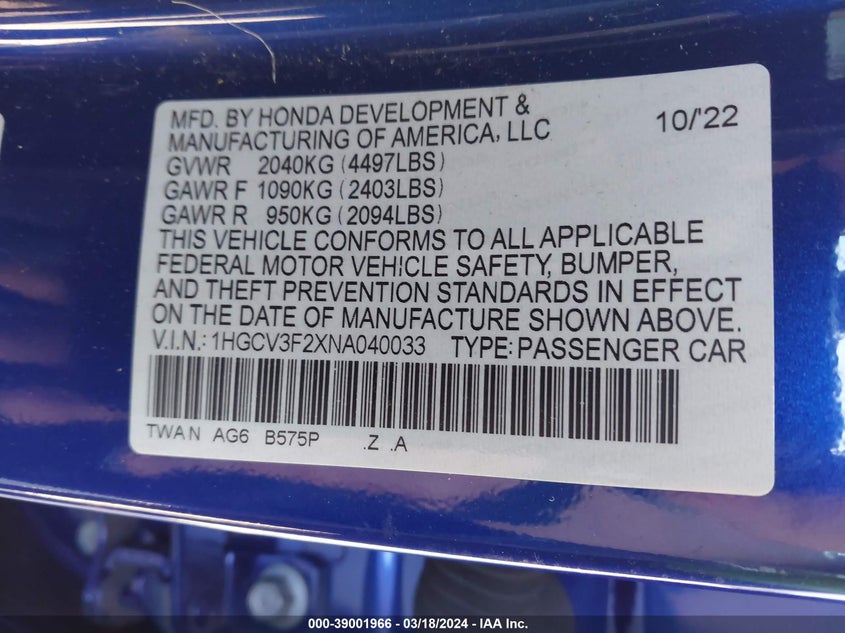 MFD. BY HONDA DEVELOPMENT &
MANUFACTURING OF AMERICA, LLC 10/'22
GVWR 2040KG (4497LBS)
GAWR F 1090KG (2403LBS)
GAWR R 950KG (2094LBS)
THIS VEHICLE CONFORMS TO ALL APPLICABLE
FEDERAL MOTOR VEHICLE SAFETY, BUMPER,
AND THEFT PREVENTION STANDARDS IN EFFECT
ON THE DATE OF MANUFACTURE SHOWN ABOVE.
V.I.N.: 1HGCV3F2XNA040033 TYPE: PASSENGER CAR
TWAN AG6 B575P .Z .A
000-39001966 — 03/18/2024 — IAA Inc.